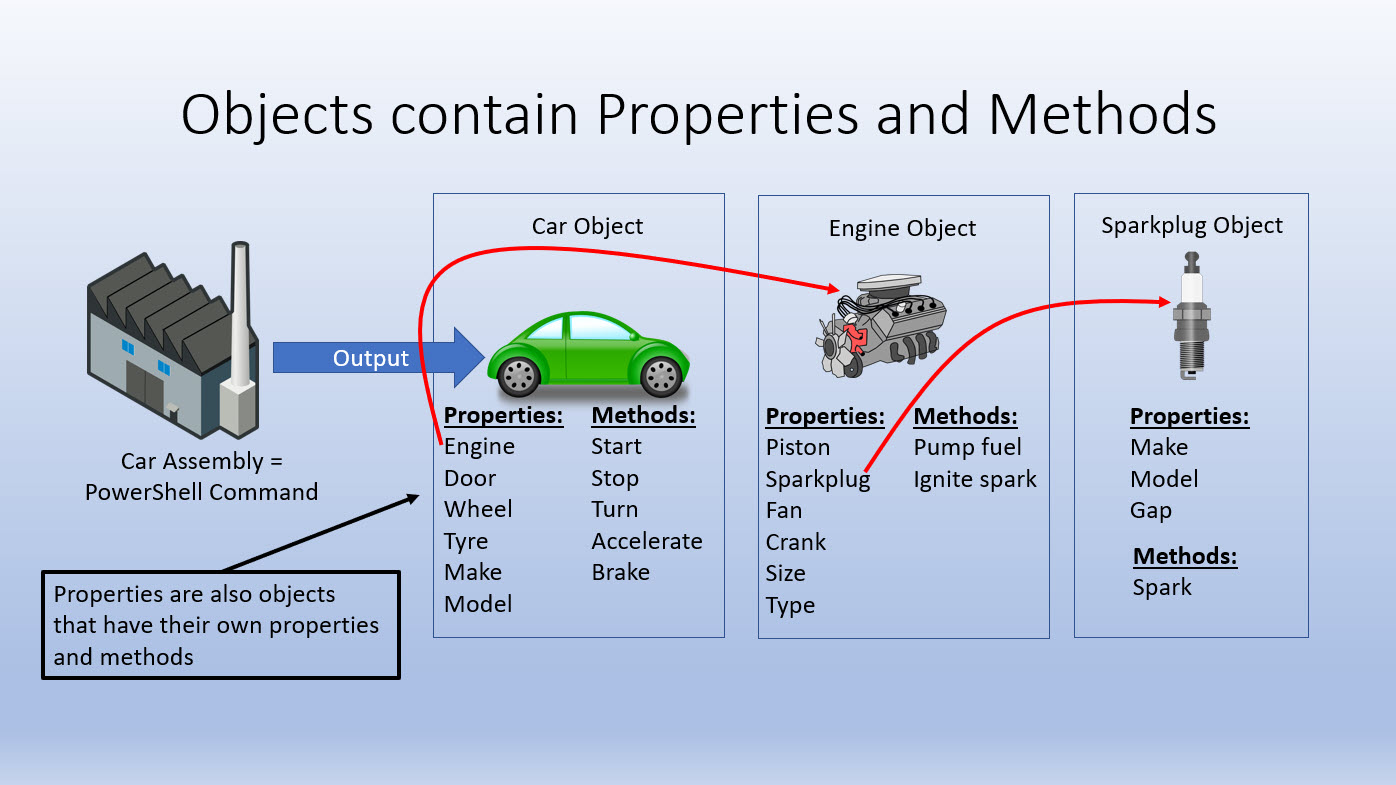 Objects contain Properties and Methods
Car Assembly =
PowerShell Command
Output
Properties are also objects
that have their own properties
and methods
Car Object
Properties:
Engine
Door
Wheel
Tyre
Make
Model
Methods:
Start
Stop
Turn
Accelerate
Brake
Engine Object
Properties:
Piston
Sparkplug
Fan
Crank
Size
Type
Methods:
Pump fuel
Ignite spark
Sparkplug Object
Properties:
Make
Model
Gap
Methods:
Spark